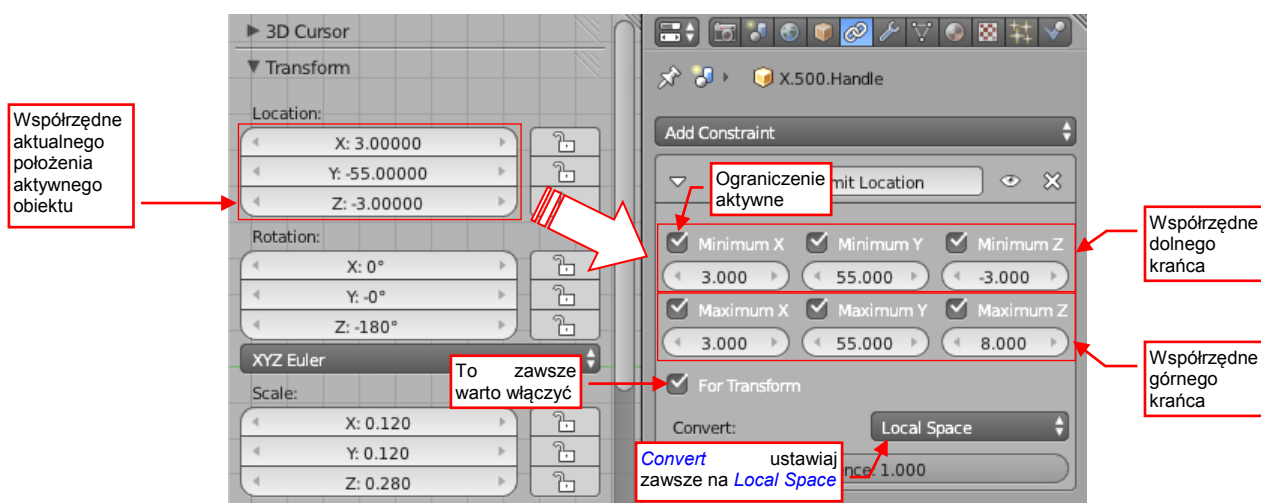 3D Cursor
Transform
Location:
X: 3.00000
Y: -55.00000
Z: -3.00000
Rotation:
X: 0°
Y: -0°
Z: -180°
XYZ Euler
Scale:
X: 0.120
Y: 0.120
Z: 0.280
Współrzędne
aktualnego
położenia
aktywnego
obiektu
To zawsze
warto włączyć
X.500.Handle
Add Constraint
Ograniczenie
aktywne
mit Location
Minimum X Minimum Y Minimum Z
3.000 55.000 -3.000
Maximum X Maximum Y Maximum Z
3.000 55.000 8.000
For Transform
Convert: Local Space
Convert ustawiaj
zawsze na Local Space
nce: 1.000
Współrzędne
dolnego
krańca
Współrzędne
górnego
krańca